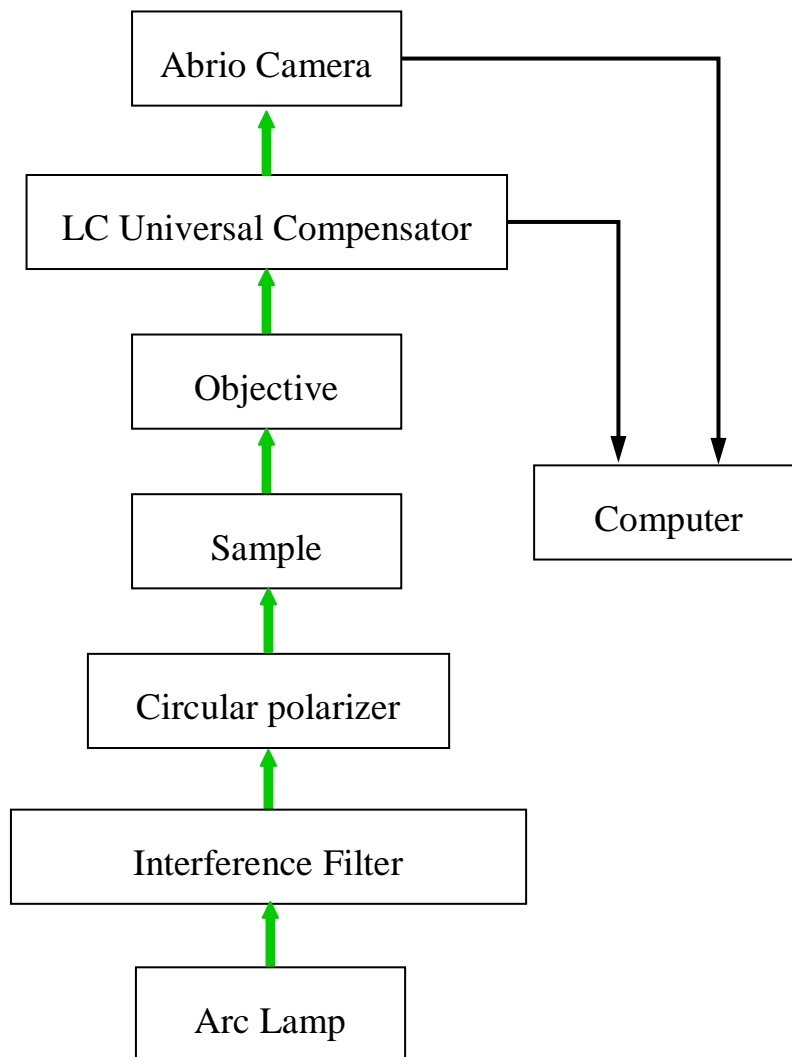 Abrio Camera
LC Universal Compensator
Objective
Computer
Sample
Circular polarizer
Interference Filter
Arc Lamp